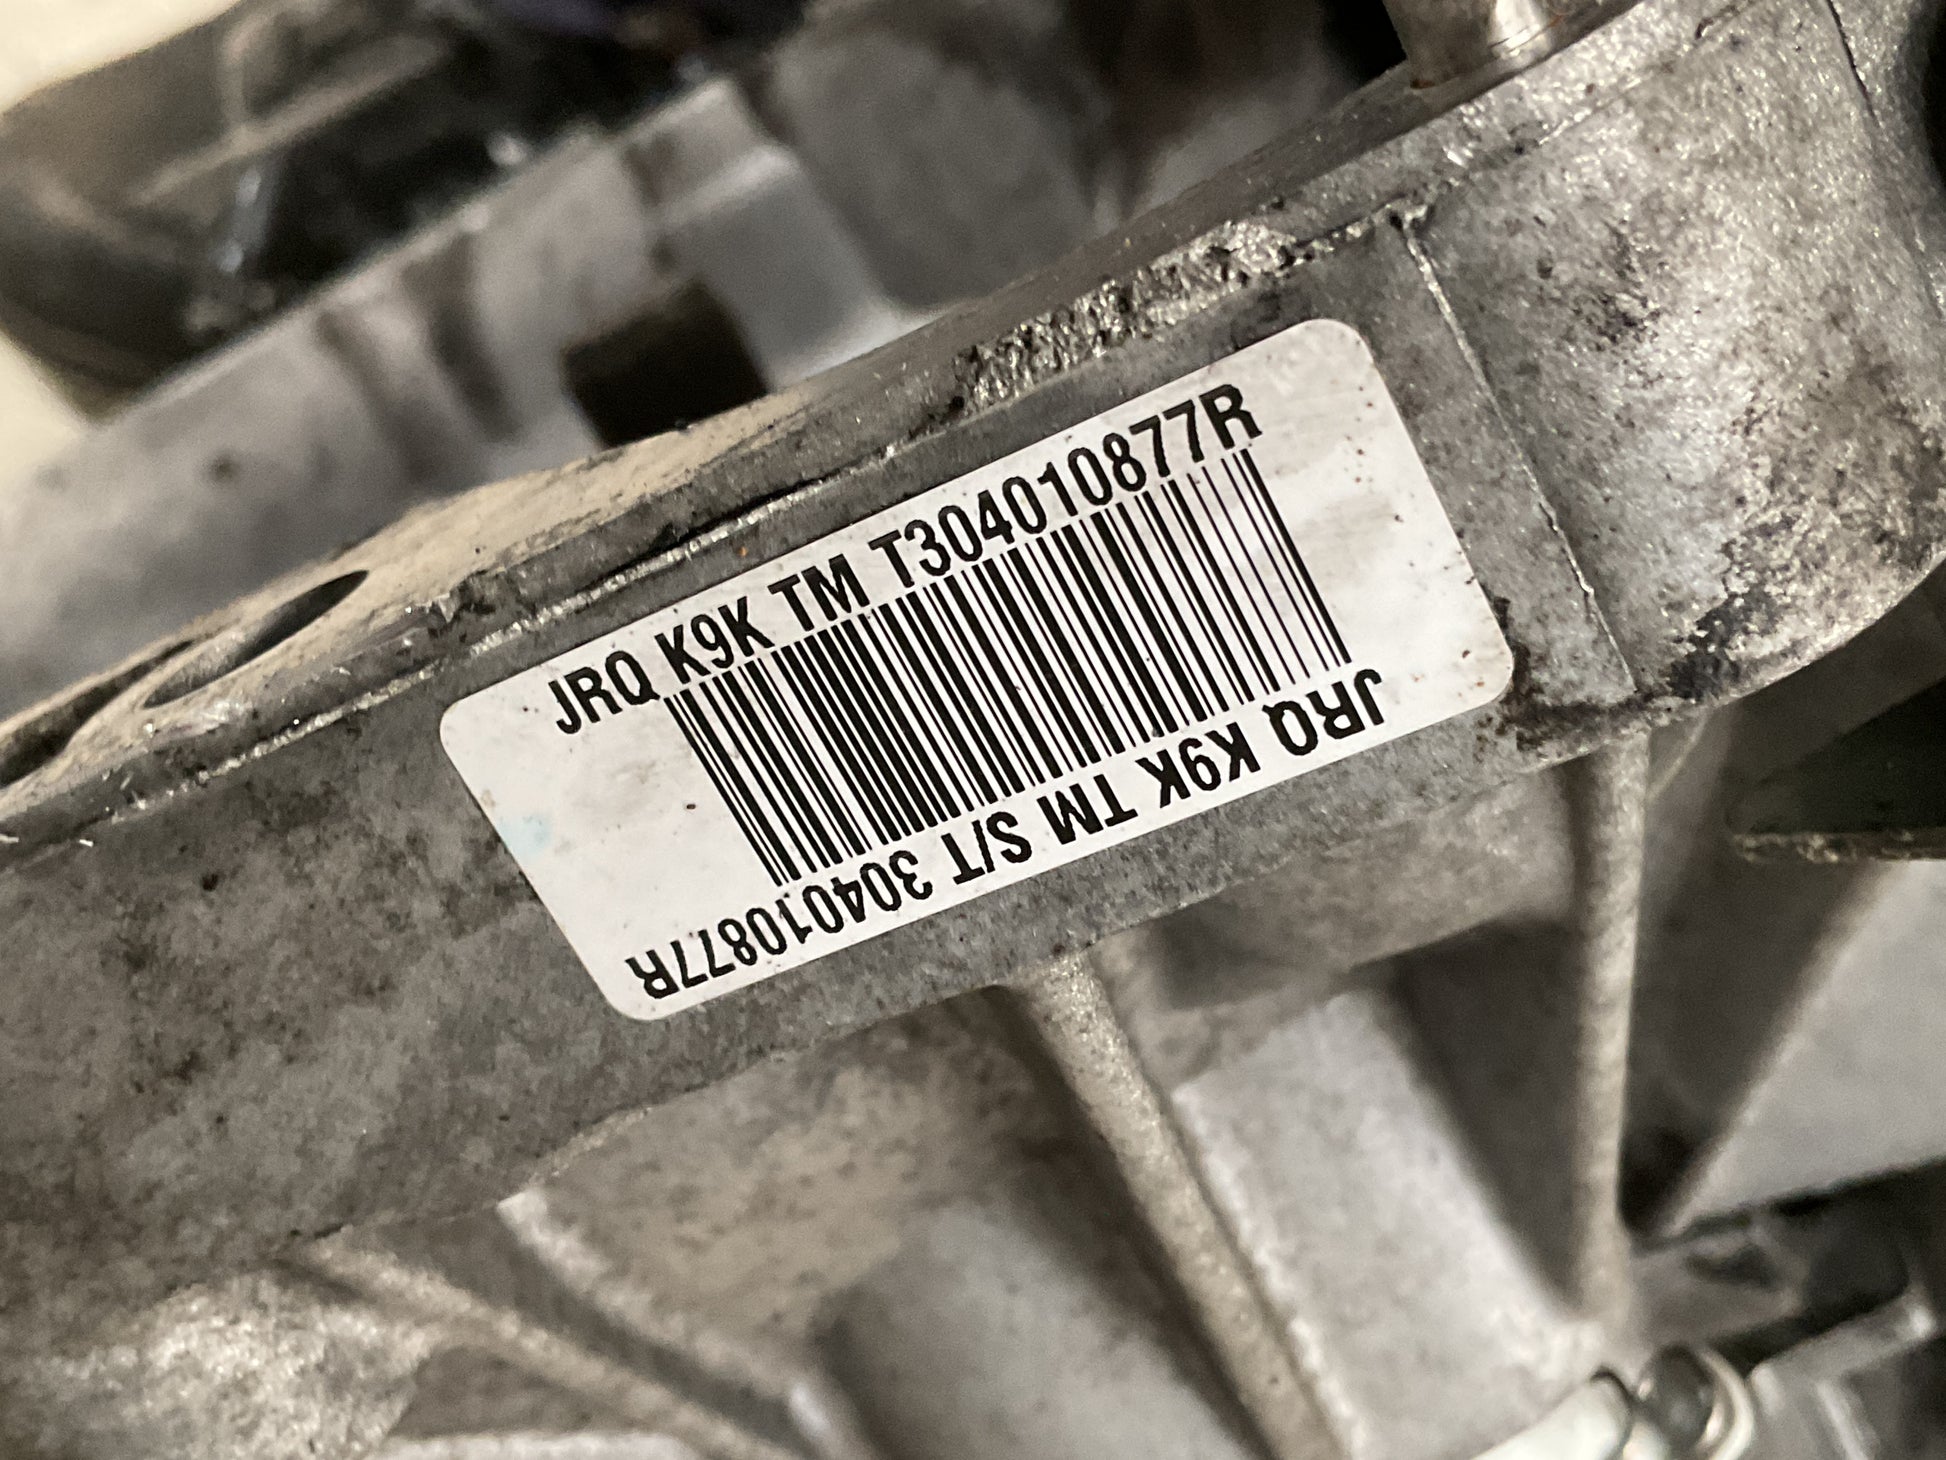 JRQ K9K TM T304010877R
JRQ K9K TM S/T 304010877R